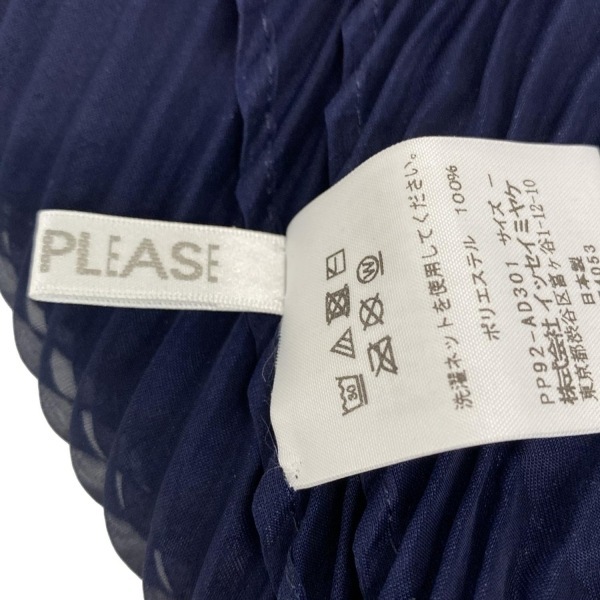 PLEASE
30
W
洗濯ネットを使用してください。
ポリエステル 100%
PP92-AD301 サイズ ー
株式会社 イッセイミヤケ
東京都渋谷区富ヶ谷1-12-10
日本製